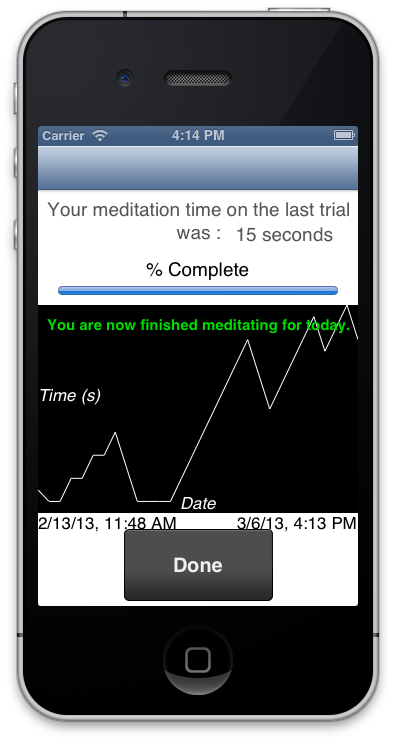 Carrier 4:14 PM
Your meditation time on the last trial
was : 15 seconds
% Complete
You are now finished meditating for today.
Time (s)
Date
2/13/13, 11:48 AM 3/6/13, 4:13 PM
Done